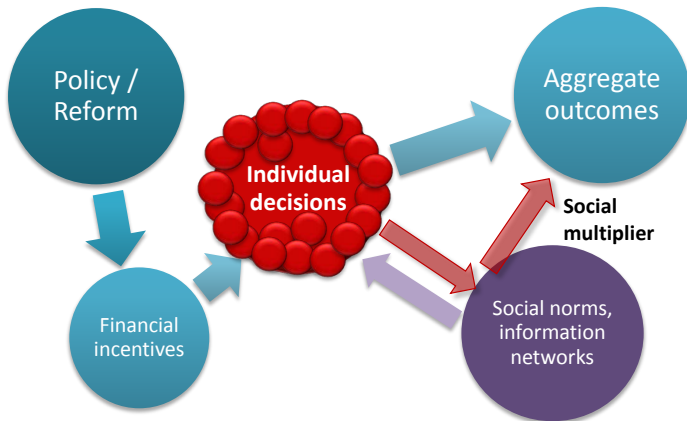 Policy /
Reform
Aggregate
outcomes
Individual
decisions
Social
multiplier
Financial
incentives
Social norms,
information
networks